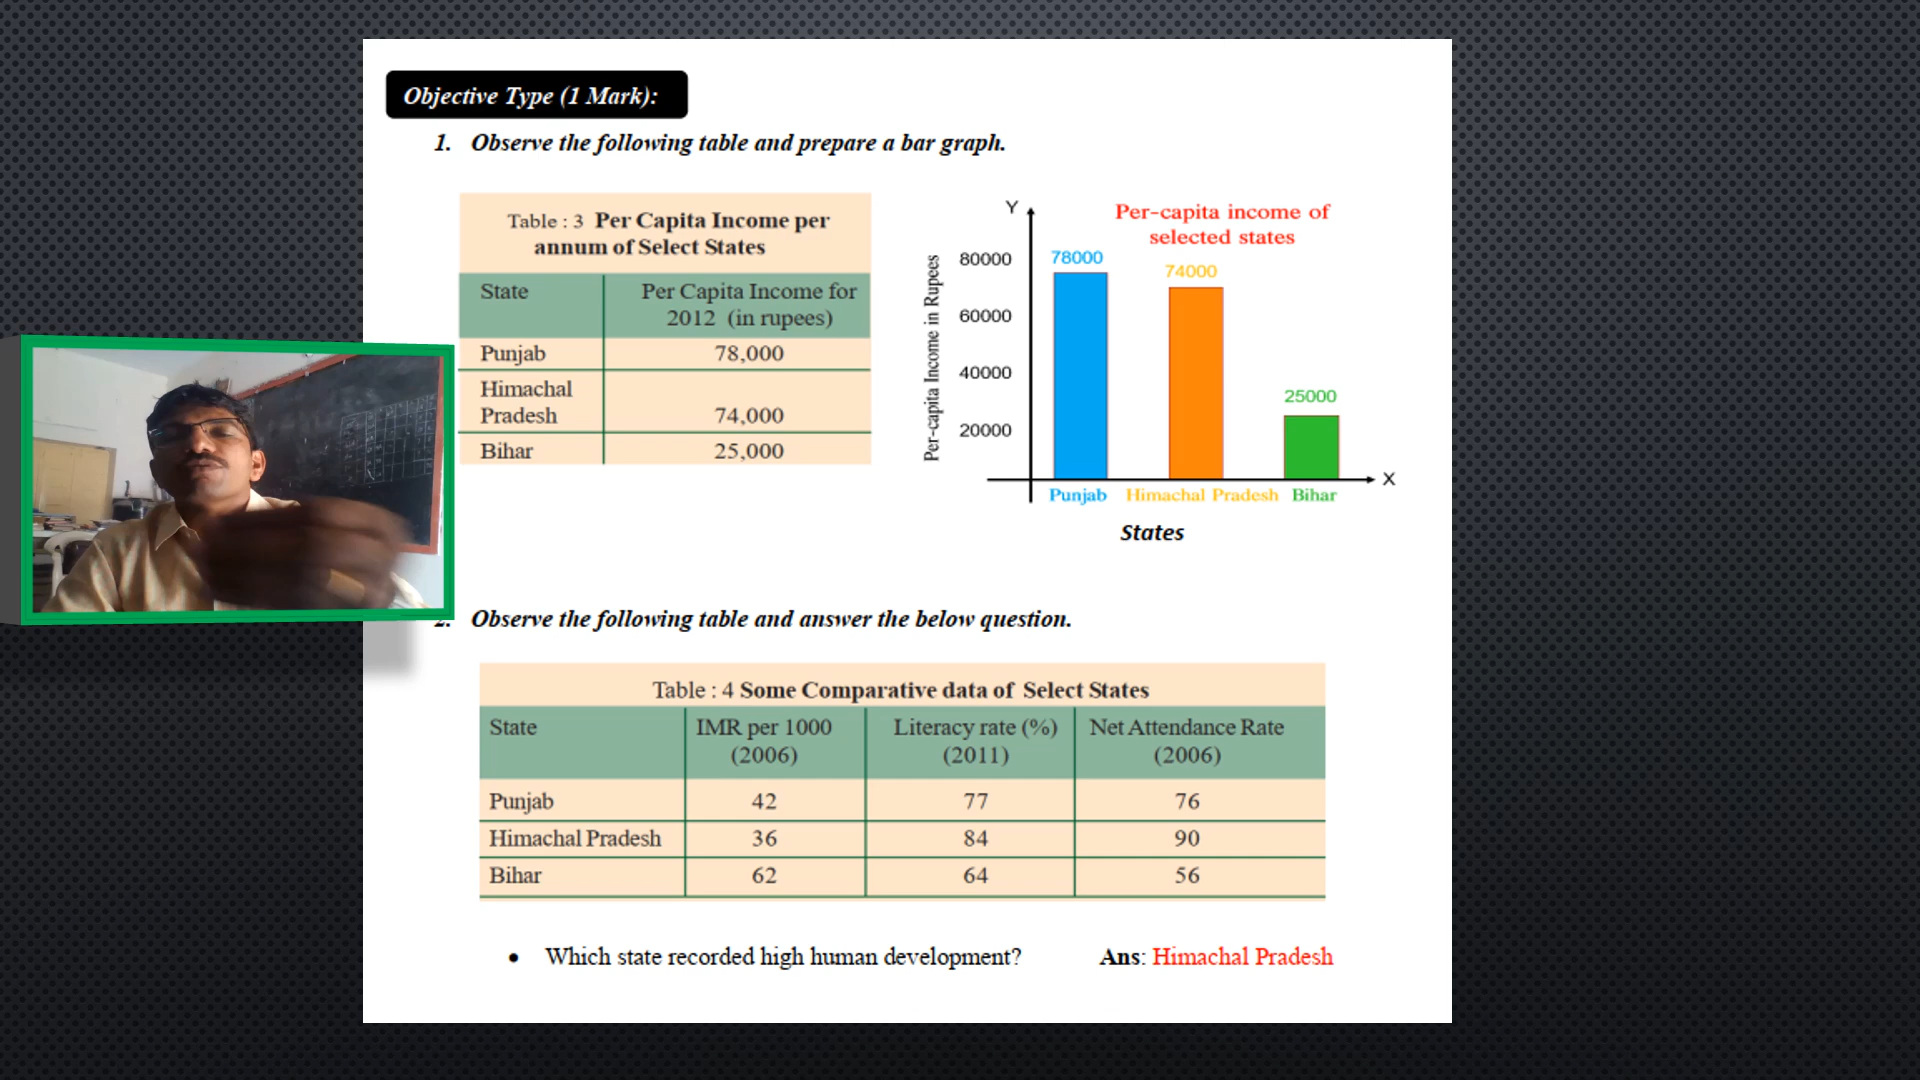 Objective Type (1 Mark):
1. Observe the following table and prepare a bar graph.
Table : 3 Per Capita Income per
annum of Select States
State
Per Capita Income for
2012 (in rupees)
Punjab 78,000
Himachal
Pradesh 74,000
Bihar 25,000
Y
Per-capita income of
selected states
Per-capita Income in Rupees
80000
60000
40000
20000
78000
74000
25000
X
Punjab Himachal Pradesh Bihar
States
2. Observe the following table and answer the below question.
Table : 4 Some Comparative data of Select States
State IMR per 1000 Literacy rate (%) Net Attendance Rate
(2006) (2011) (2006)
Punjab 42 77 76
Himachal Pradesh 36 84 90
Bihar 62 64 56
• Which state recorded high human development? Ans: Himachal Pradesh